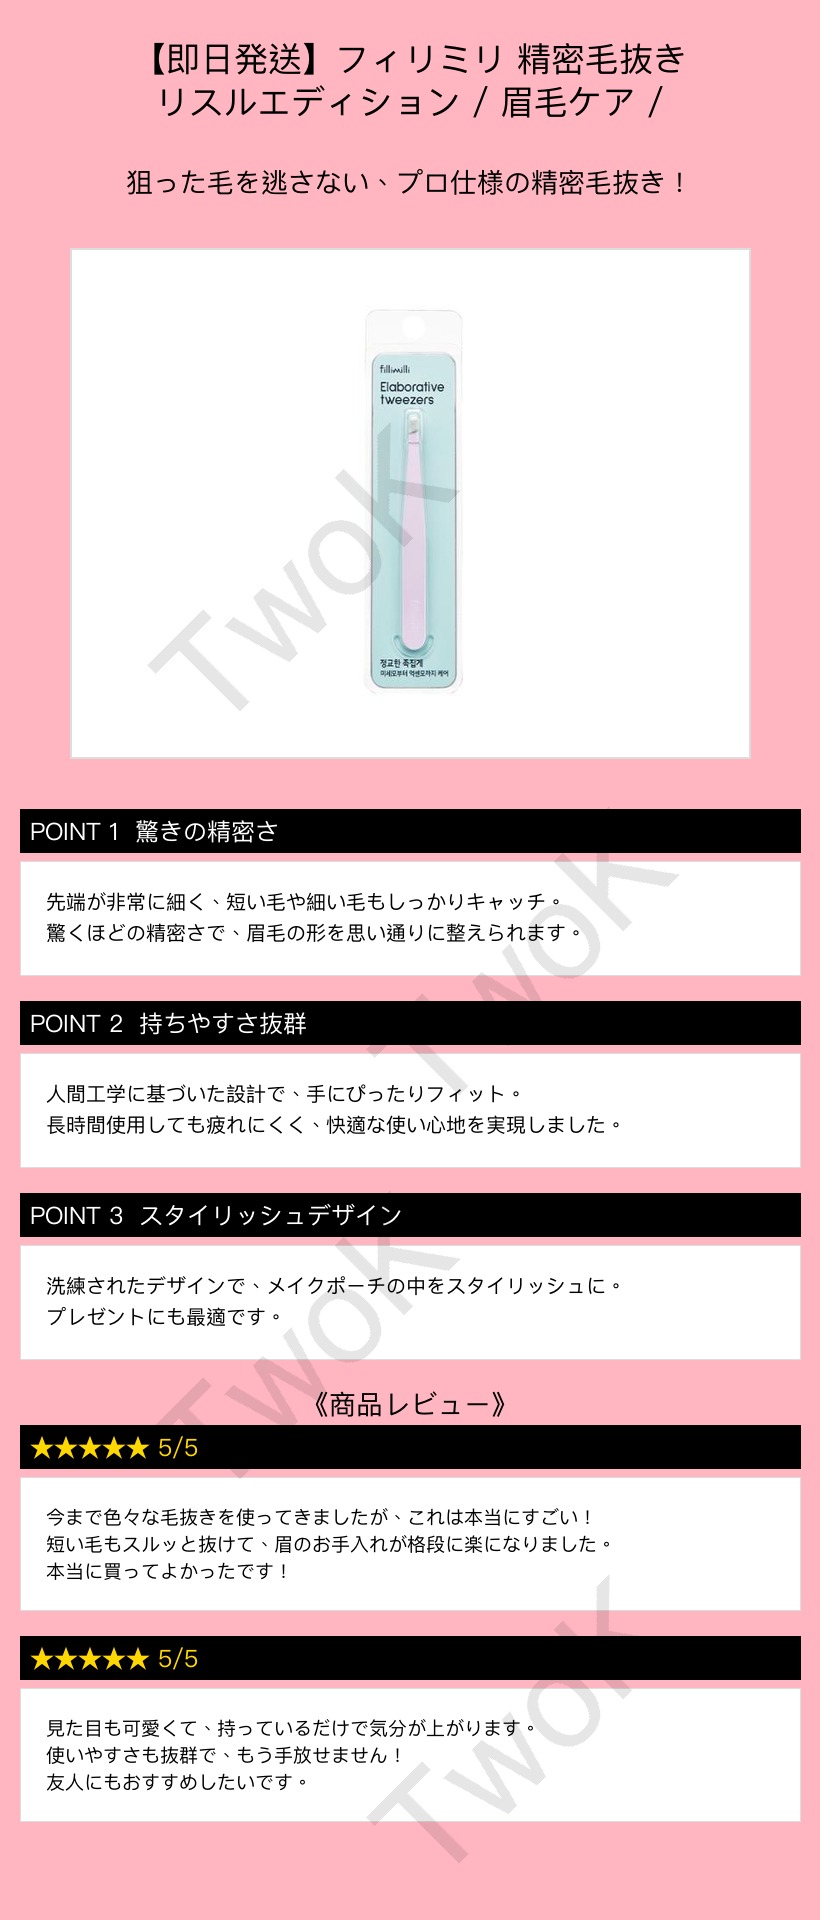 【即日発送】フィリミリ 精密毛抜き
リスルエディション / 眉毛ケア /
狙った毛を逃さない、プロ仕様の精密毛抜き！
fillimilli
Elaborative
tweezers
정교한 족집게
미세모부터 억센모까지 케어
TwoK
POINT 1 驚きの精密さ
先端が非常に細く、短い毛や細い毛もしっかりキャッチ。
驚くほどの精密さで、眉毛の形を思い通りに整えられます。
TwoK
POINT 2 持ちやすさ抜群
人間工学に基づいた設計で、手にぴったりフィット。
長時間使用しても疲れにくく、快適な使い心地を実現しました。
POINT 3 スタイリッシュデザイン
洗練されたデザインで、メイクポーチの中をスタイリッシュに。
プレゼントにも最適です。
TwoK
《商品レビュー》
★★★★★ 5/5
今まで色々な毛抜きを使ってきましたが、これは本当にすごい！
短い毛もスルッと抜けて、眉のお手入れが格段に楽になりました。
本当に買ってよかったです！
★★★★★ 5/5
見た目も可愛くて、持っているだけで気分が上がります。
使いやすさも抜群で、もう手放せません！
友人にもおすすめしたいです。
TwoK